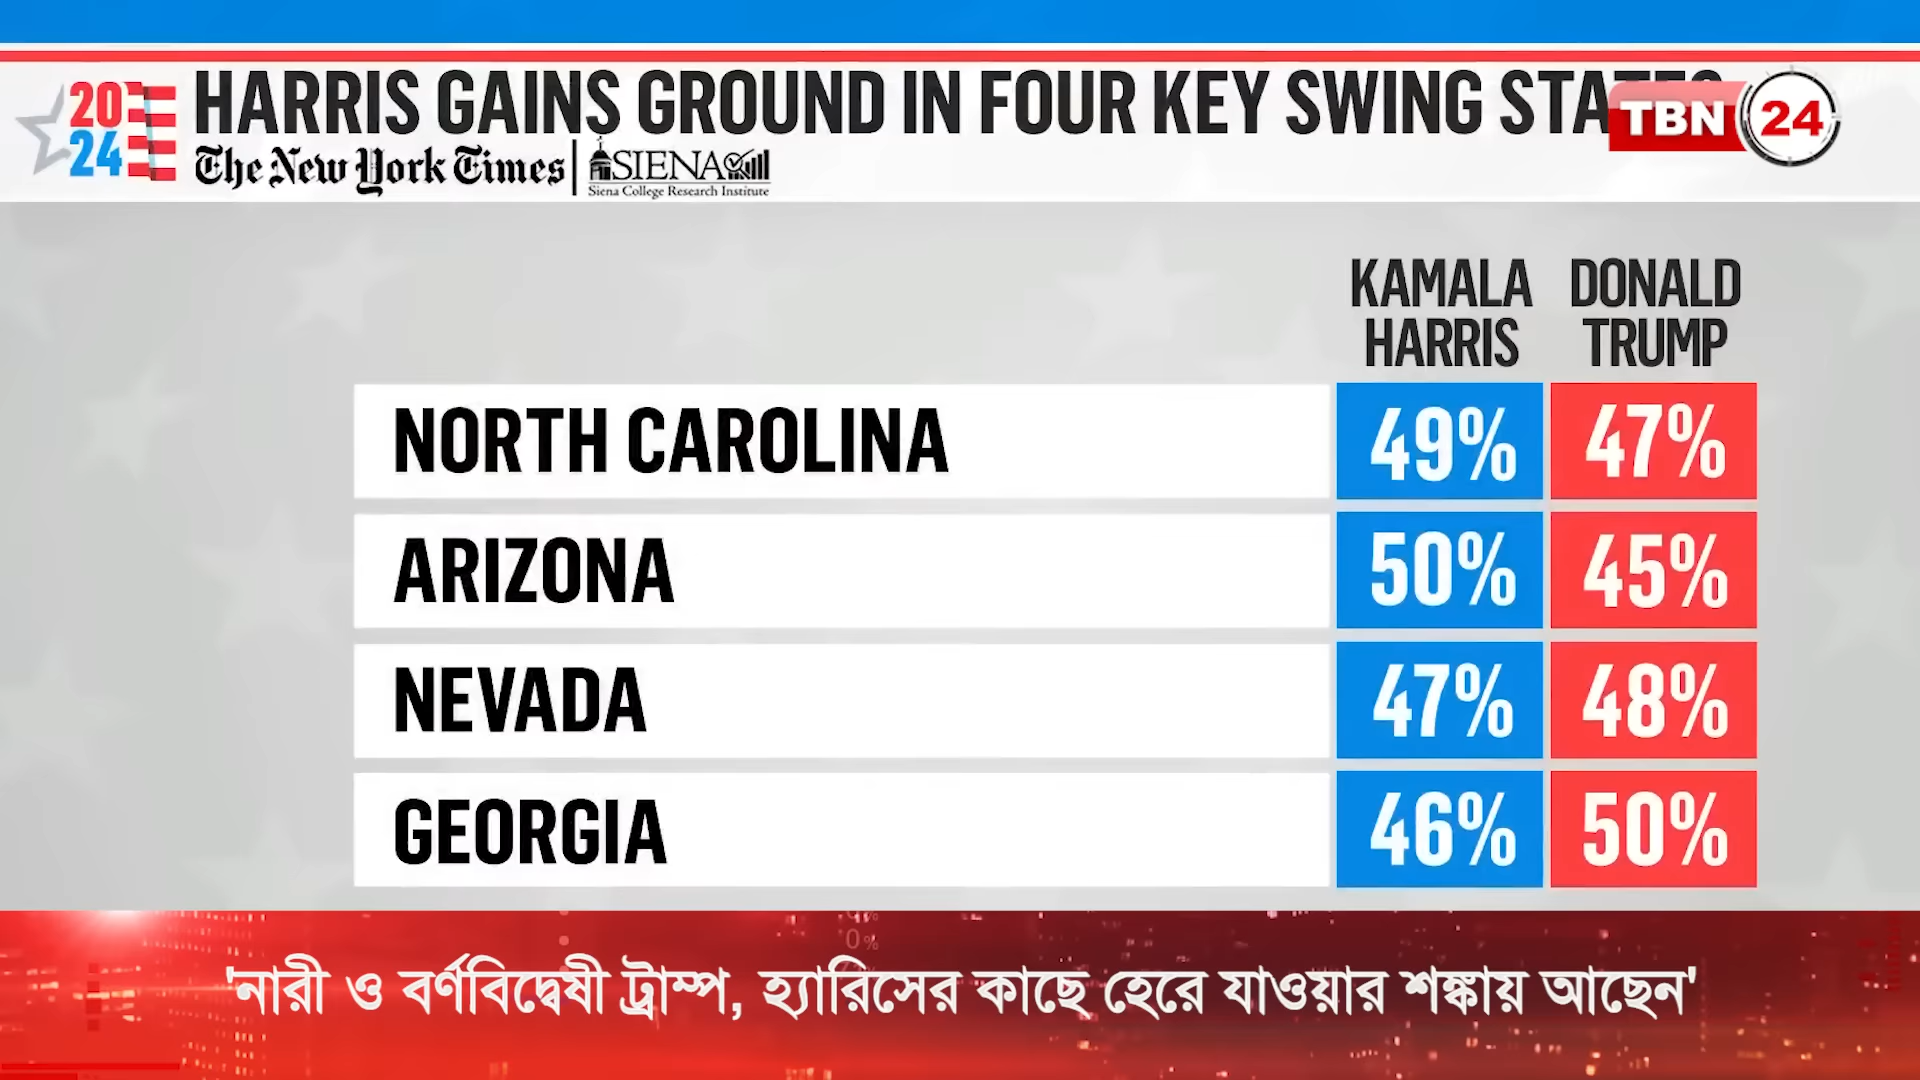 2024
HARRIS GAINS GROUND IN FOUR KEY SWING STATES
TBN 24
The New York Times
SIENA
Siena College Research Institute
KAMALA HARRIS
DONALD TRUMP
NORTH CAROLINA 49% 47%
ARIZONA 50% 45%
NEVADA 47% 48%
GEORGIA 46% 50%
'নারী ও বর্ণবিদ্বেষী ট্রাম্প, হ্যারিসের কাছে হেরে যাওয়ার শঙ্কায় আছেন'